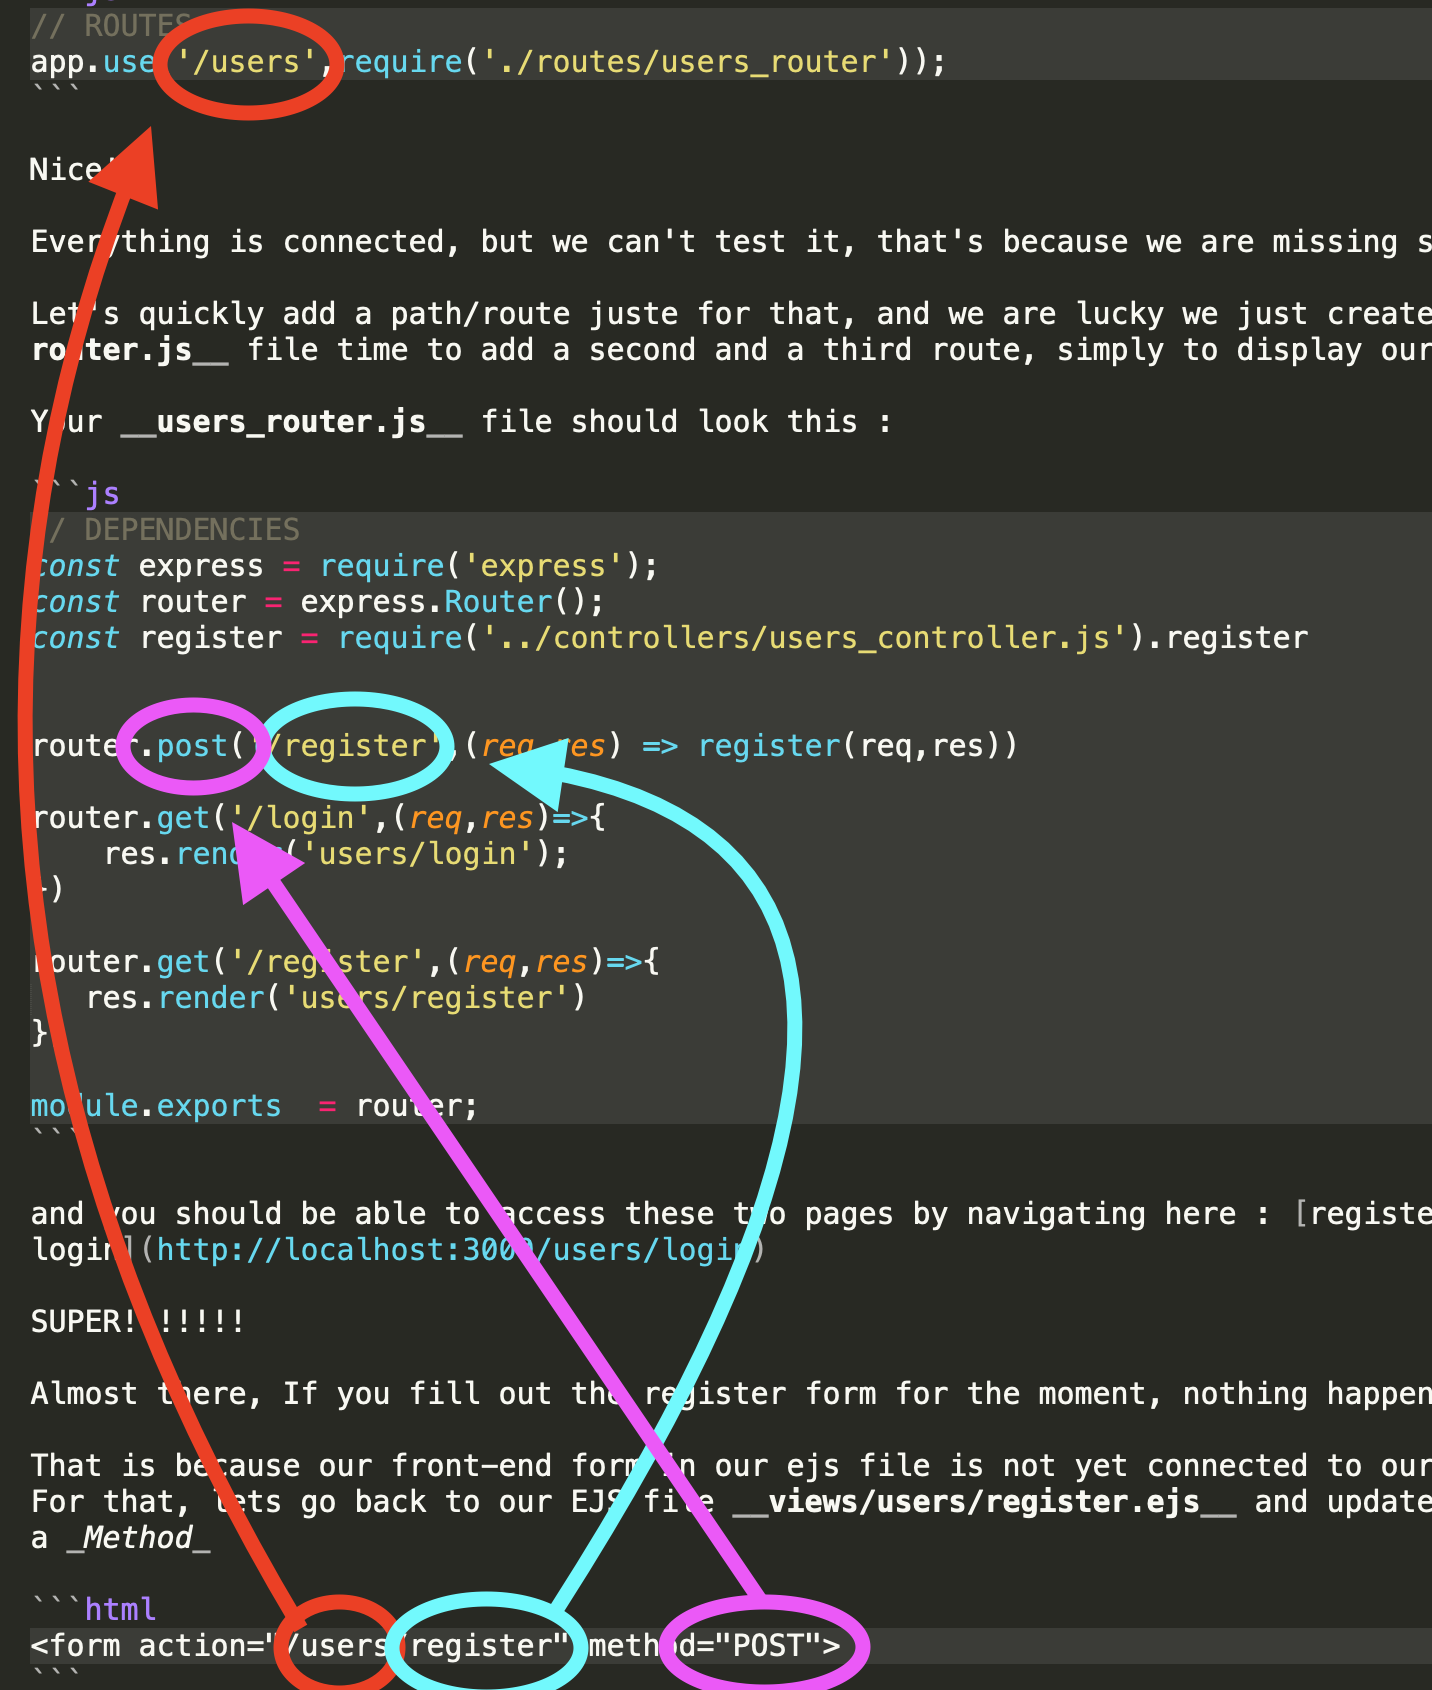 js
// ROUTES
app.use('/users',require('./routes/users_router'));
```
Nice!
Everything is connected, but we can't test it, that's because we are missing s
Let's quickly add a path/route juste for that, and we are lucky we just create
router.js__ file time to add a second and a third route, simply to display our
Your __users_router.js__ file should look this :
```js
// DEPENDENCIES
const express = require('express');
const router = express.Router();
const register = require('../controllers/users_controller.js').register
router.post('/register',(req,res) => register(req,res))
router.get('/login',(req,res)=>{
res.render('users/login');
})
router.get('/register',(req,res)=>{
res.render('users/register')
}
module.exports  = router;
```
and you should be able to access these two pages by navigating here : [registe
login](http://localhost:3000/users/login)
SUPER!!!!!!!
Almost there, If you fill out the register form for the moment, nothing happen
That is because our front-end form in our ejs file is not yet connected to our
For that, lets go back to our EJS file __views/users/register.ejs__ and update
a _Method_
```html
<form action="/users/register" method="POST">
```